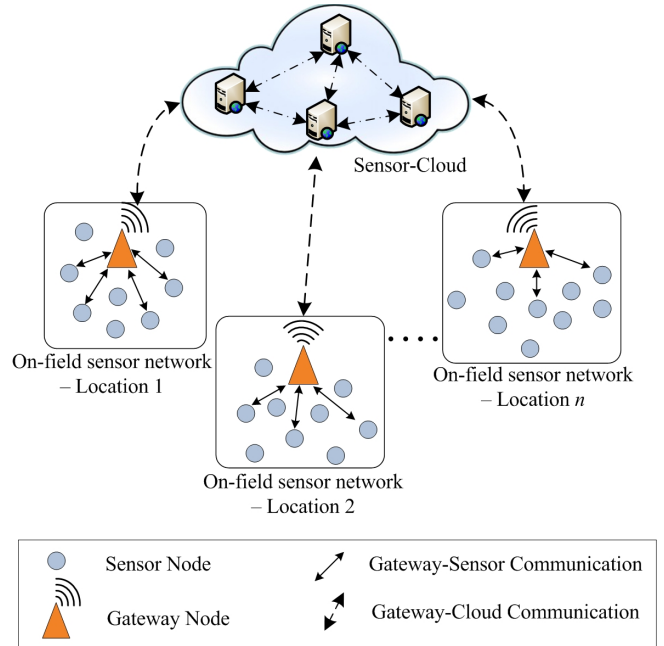 Sensor-Cloud
On-field sensor network
– Location 1
On-field sensor network
– Location n
On-field sensor network
– Location 2
Sensor Node
Gateway-Sensor Communication
Gateway Node
Gateway-Cloud Communication